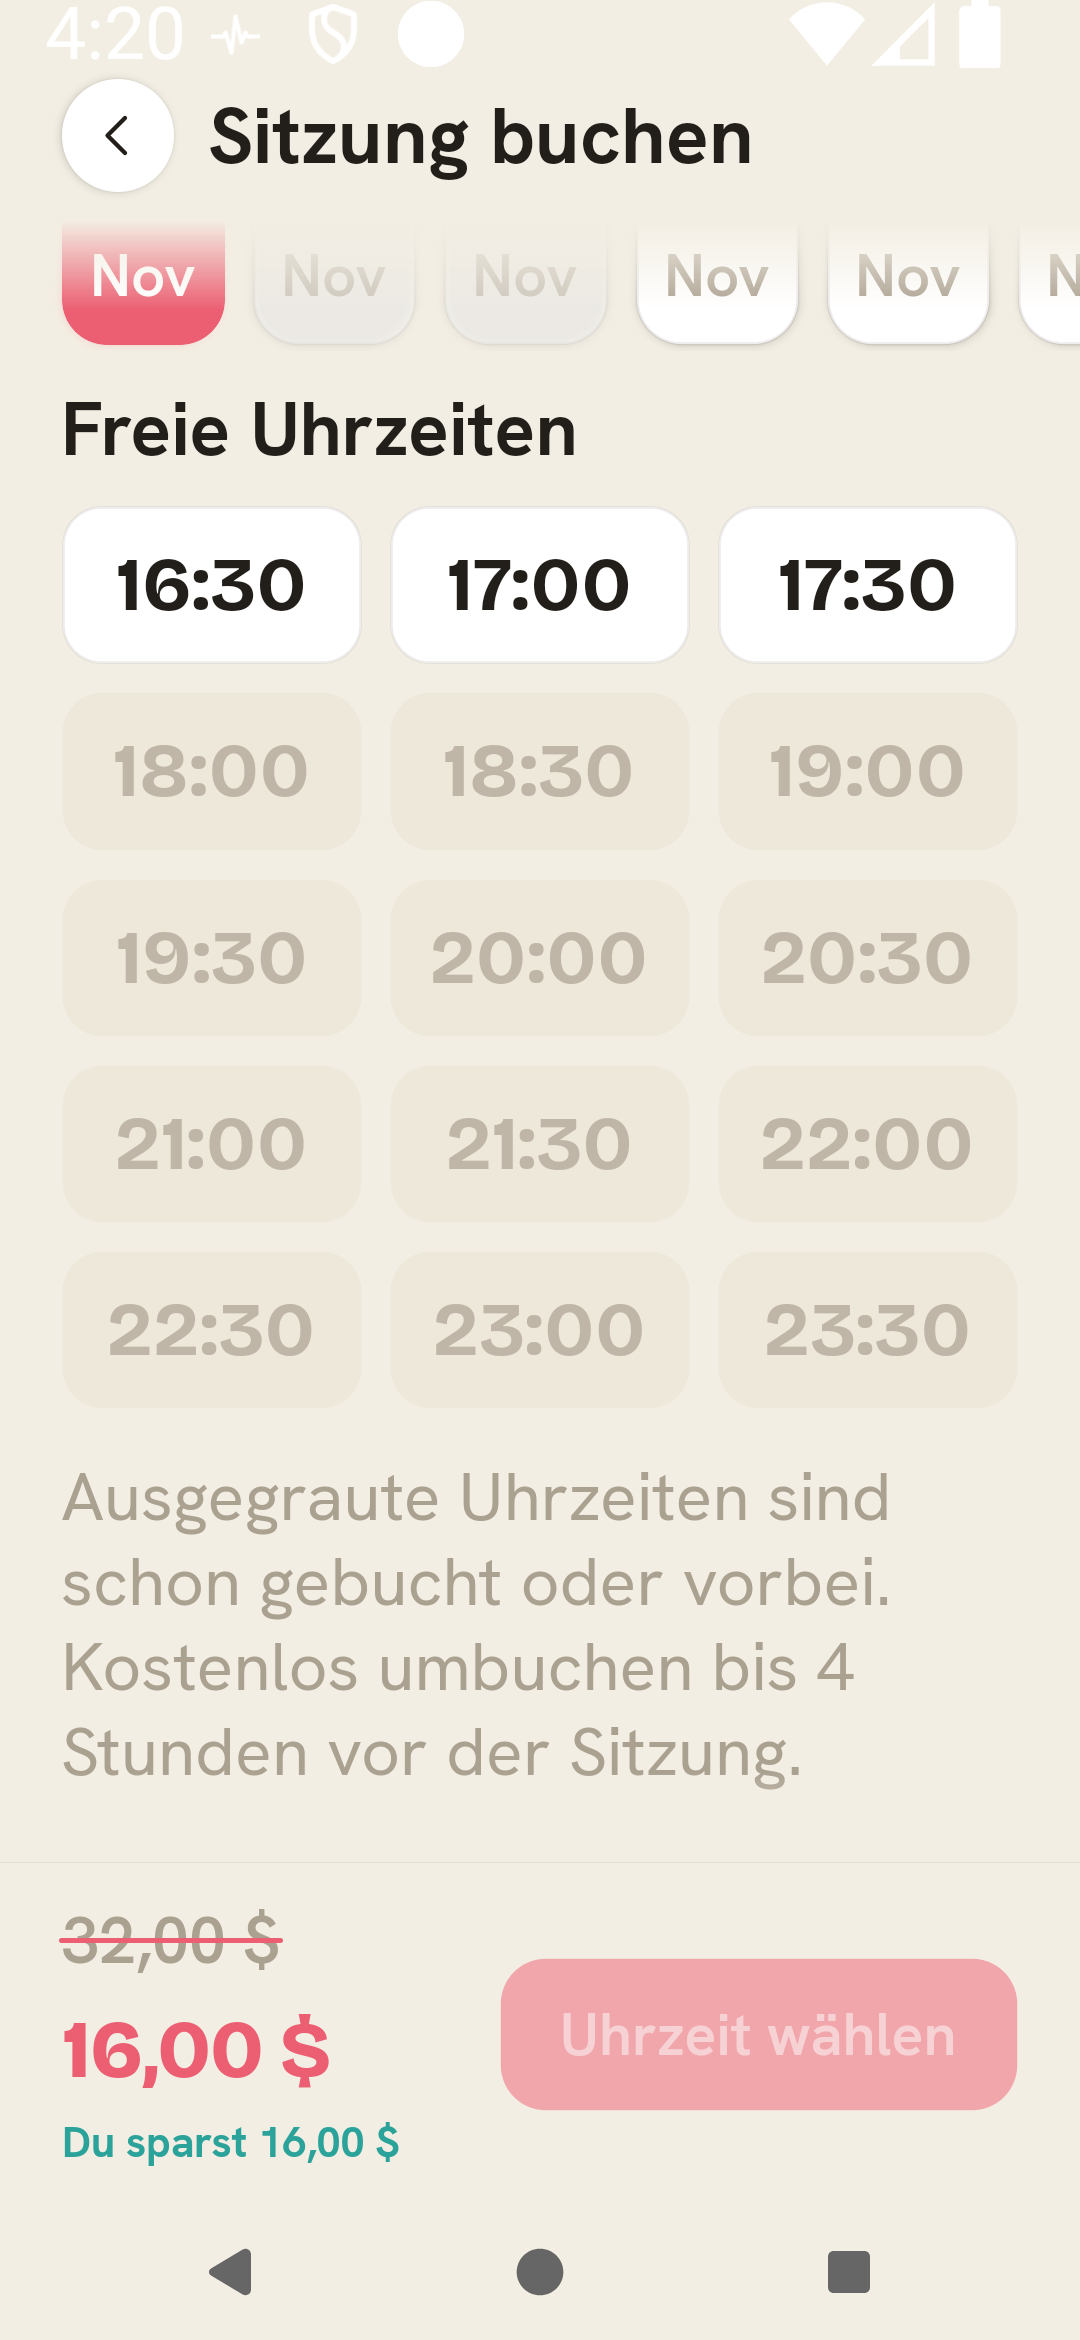 4:20
Sitzung buchen
Nov Nov Nov Nov Nov
Freie Uhrzeiten
16:30 17:00 17:30
18:00 18:30 19:00
19:30 20:00 20:30
21:00 21:30 22:00
22:30 23:00 23:30
Ausgegraute Uhrzeiten sind
schon gebucht oder vorbei.
Kostenlos umbuchen bis 4
Stunden vor der Sitzung.
32,00 $
16,00 $
Du sparst 16,00 $
Uhrzeit wählen